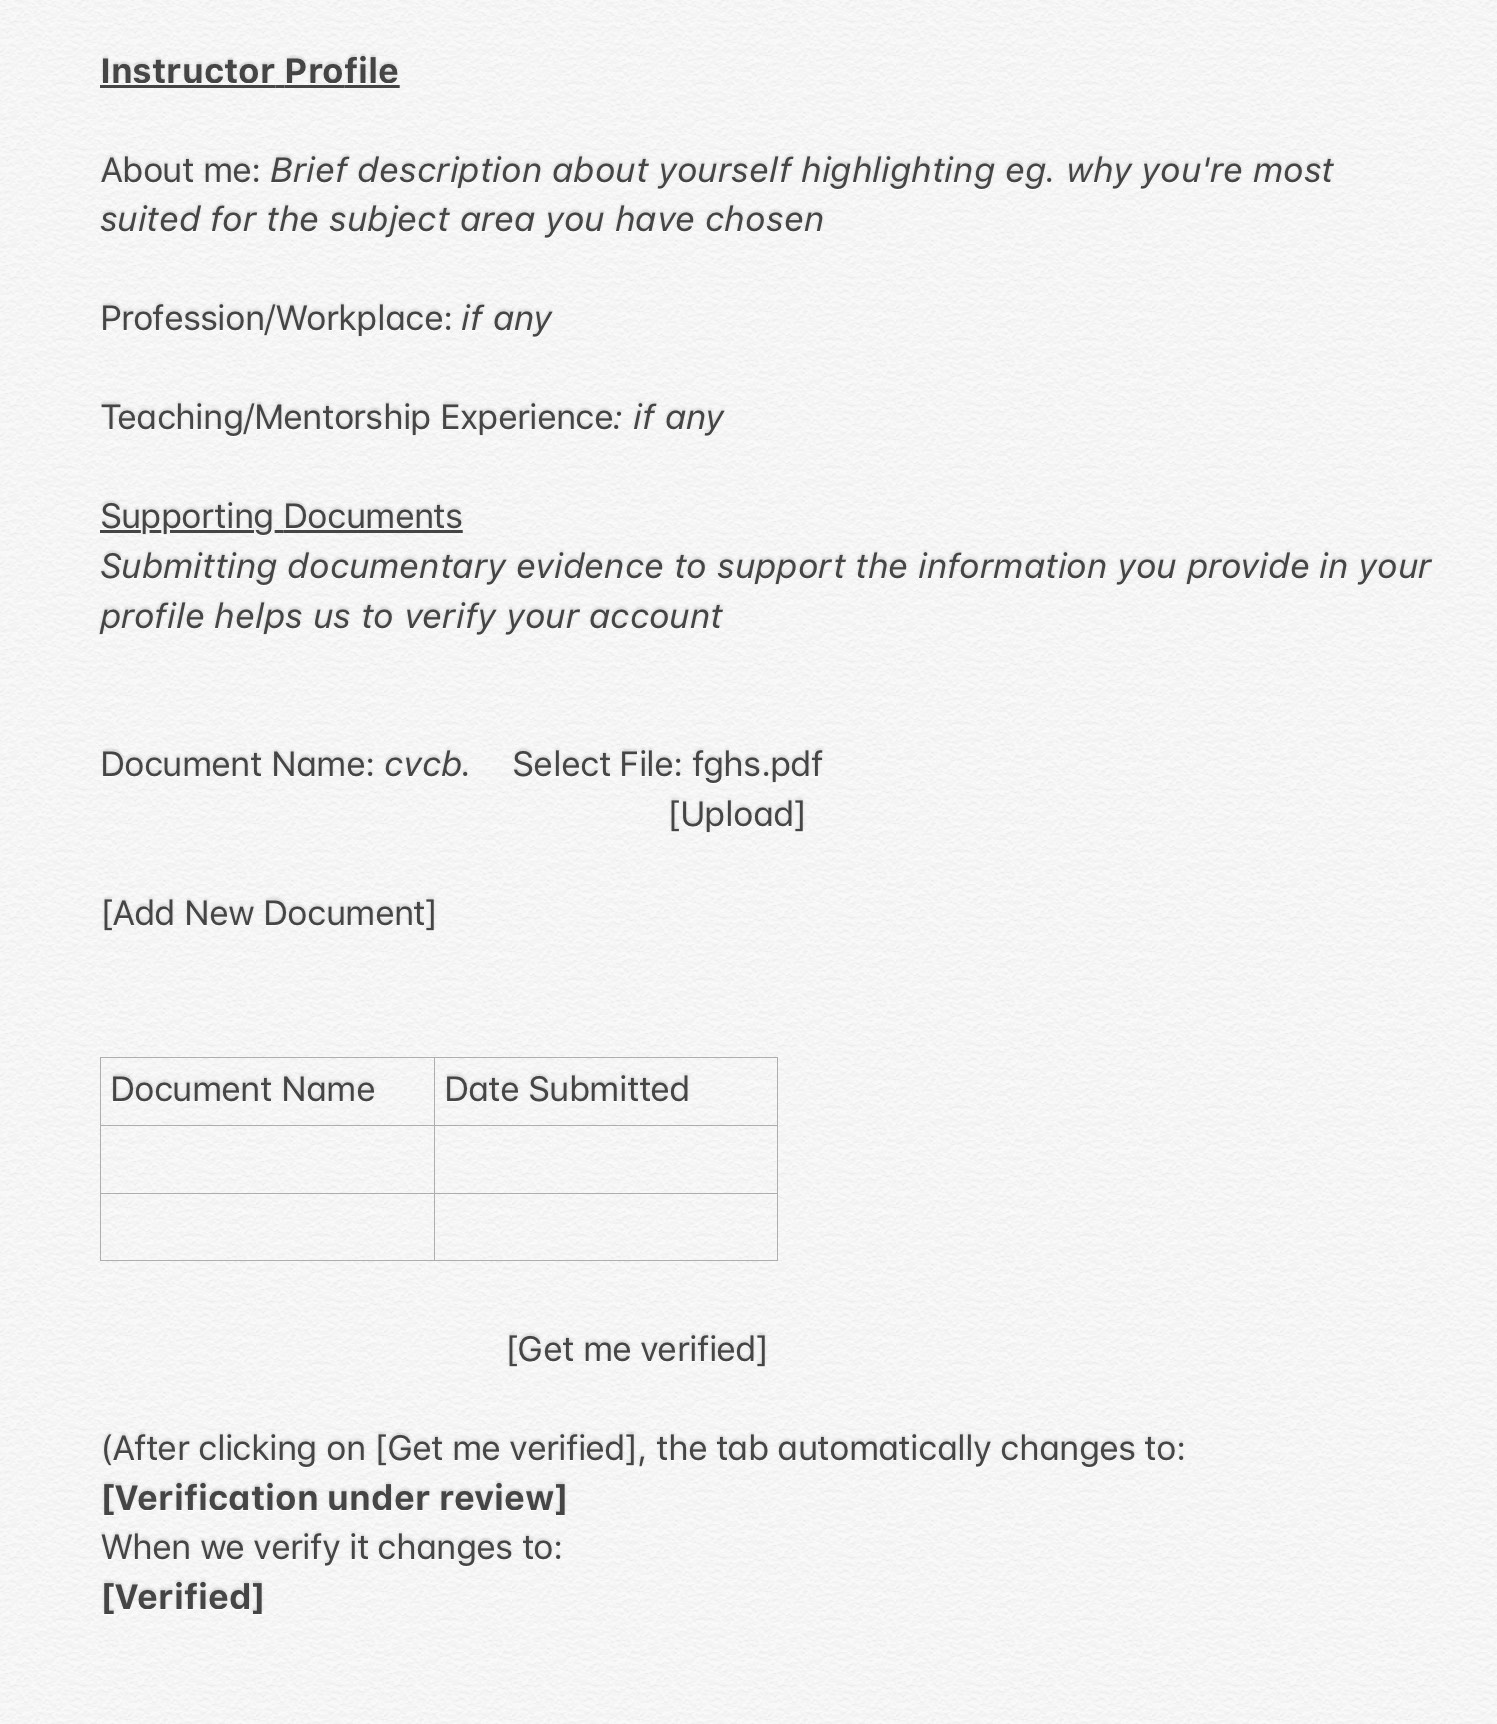 Instructor Profile
About me: Brief description about yourself highlighting eg. why you're most
suited for the subject area you have chosen
Profession/Workplace: if any
Teaching/Mentorship Experience: if any
Supporting Documents
Submitting documentary evidence to support the information you provide in your
profile helps us to verify your account
Document Name: cvcb. Select File: fghs.pdf
[Upload]
[Add New Document]
Document Name Date Submitted
[Get me verified]
(After clicking on [Get me verified], the tab automatically changes to:
[Verification under review]
When we verify it changes to:
[Verified]